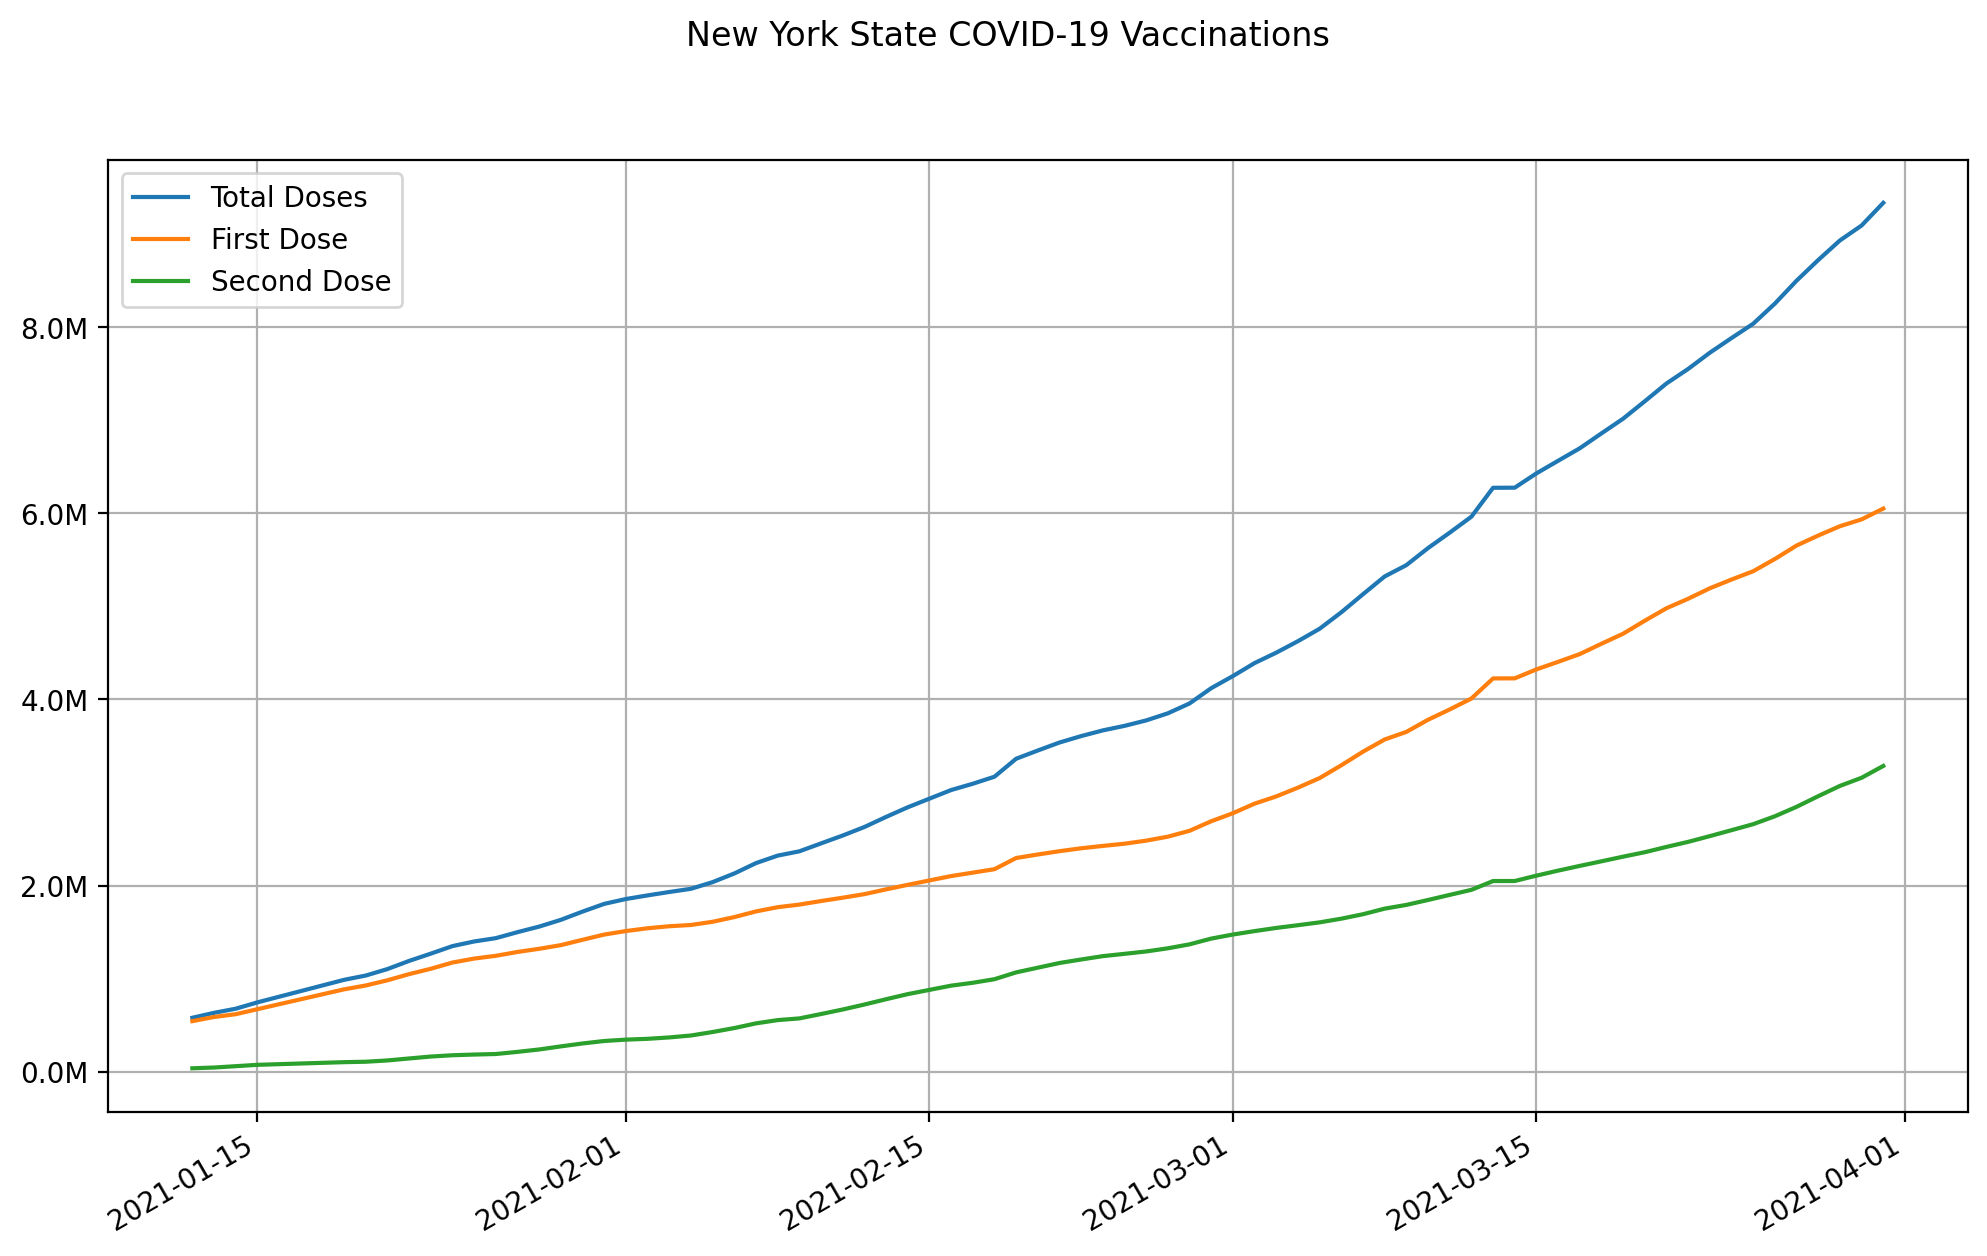 New York State COVID-19 Vaccinations
Total Doses
First Dose
Second Dose
8.0M
6.0M
4.0M
2.0M
0.0M
2021-01-15
2021-02-01
2021-02-15
2021-03-01
2021-03-15
2021-04-01